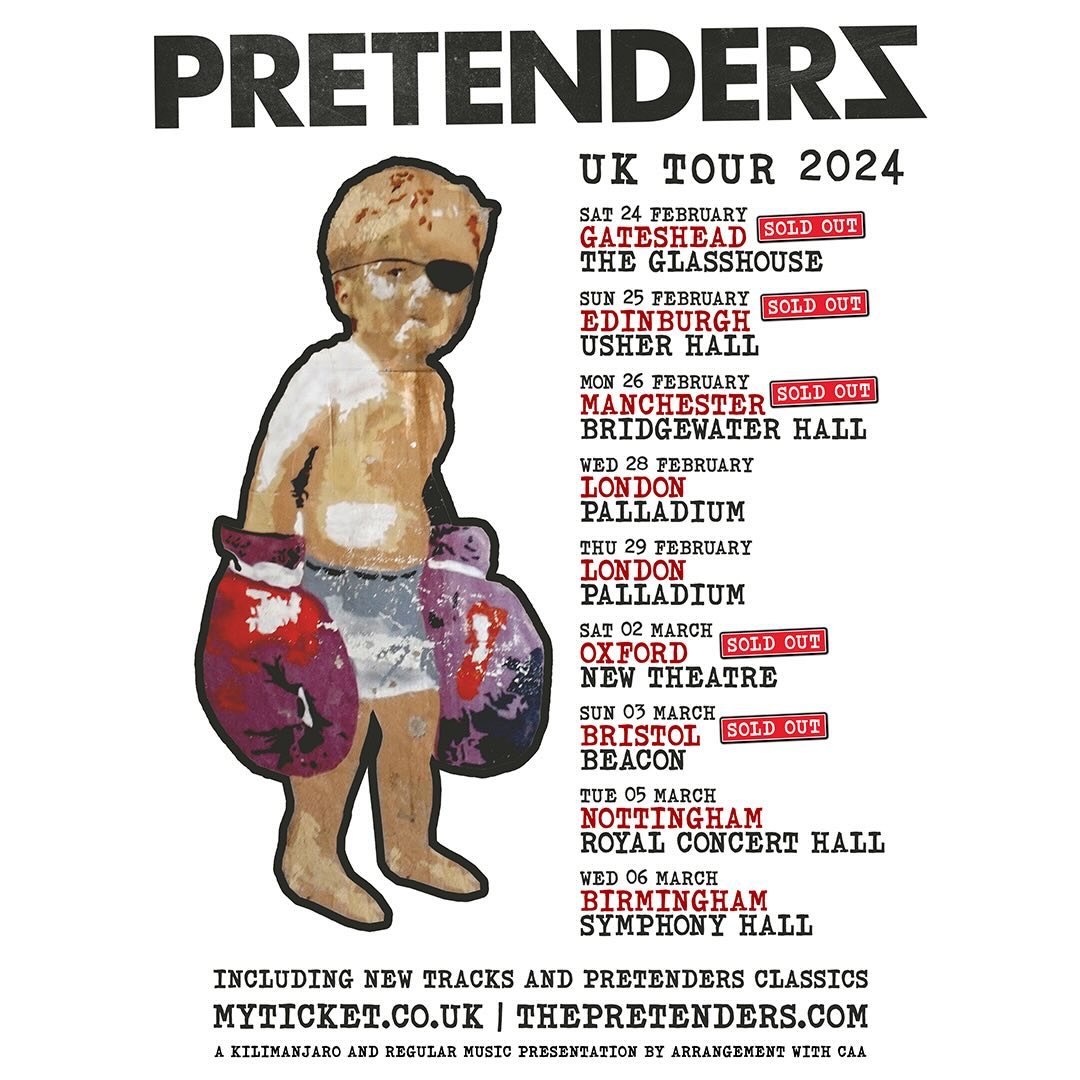 PRETENDERS
UK TOUR 2024
SAT 24 FEBRUARY
GATESHEAD SOLD OUT
THE GLASSHOUSE
SUN 25 FEBRUARY
EDINBURGH SOLD OUT
USHER HALL
MON 26 FEBRUARY
MANCHESTER SOLD OUT
BRIDGEWATER HALL
WED 28 FEBRUARY
LONDON
PALLADIUM
THU 29 FEBRUARY
LONDON
PALLADIUM
SAT 02 MARCH
OXFORD SOLD OUT
NEW THEATRE
SUN 03 MARCH
BRISTOL SOLD OUT
BEACON
TUE 05 MARCH
NOTTINGHAM
ROYAL CONCERT HALL
WED 06 MARCH
BIRMINGHAM
SYMPHONY HALL
INCLUDING NEW TRACKS AND PRETENDERS CLASSICS
MYTICKET.CO.UK | THEPRETENDERS.COM
A KILIMANJARO AND REGULAR MUSIC PRESENTATION BY ARRANGEMENT WITH CAA